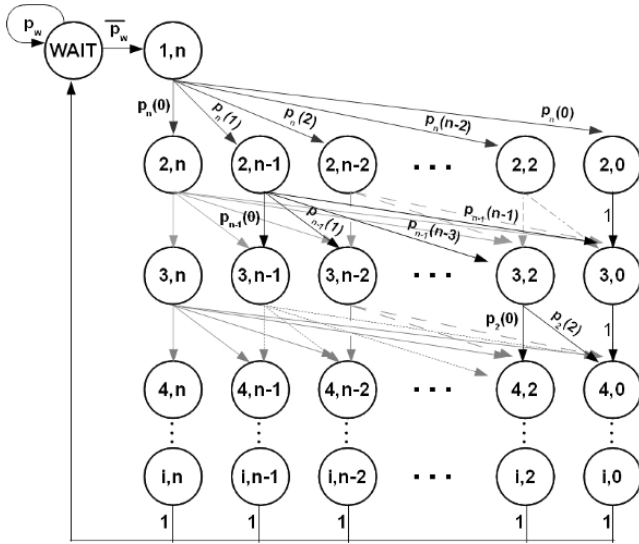 p_w
WAIT
\overline{p_w}
1,n
p_n(0)
p_n(1)
p_n(2)
p_n(n-2)
p_n(0)
2,n
2,n-1
2,n-2
. . .
2,2
2,0
p_{n-1}(0)
p_{n-1}(1)
p_{n-1}(n-3)
p_{n-1}(n-1)
1
3,n
3,n-1
3,n-2
. . .
3,2
3,0
p_2(0)
p_2(2)
1
4,n
4,n-1
4,n-2
. . .
4,2
4,0
i,n
i,n-1
i,n-2
. . .
i,2
i,0
1
1
1
1
1